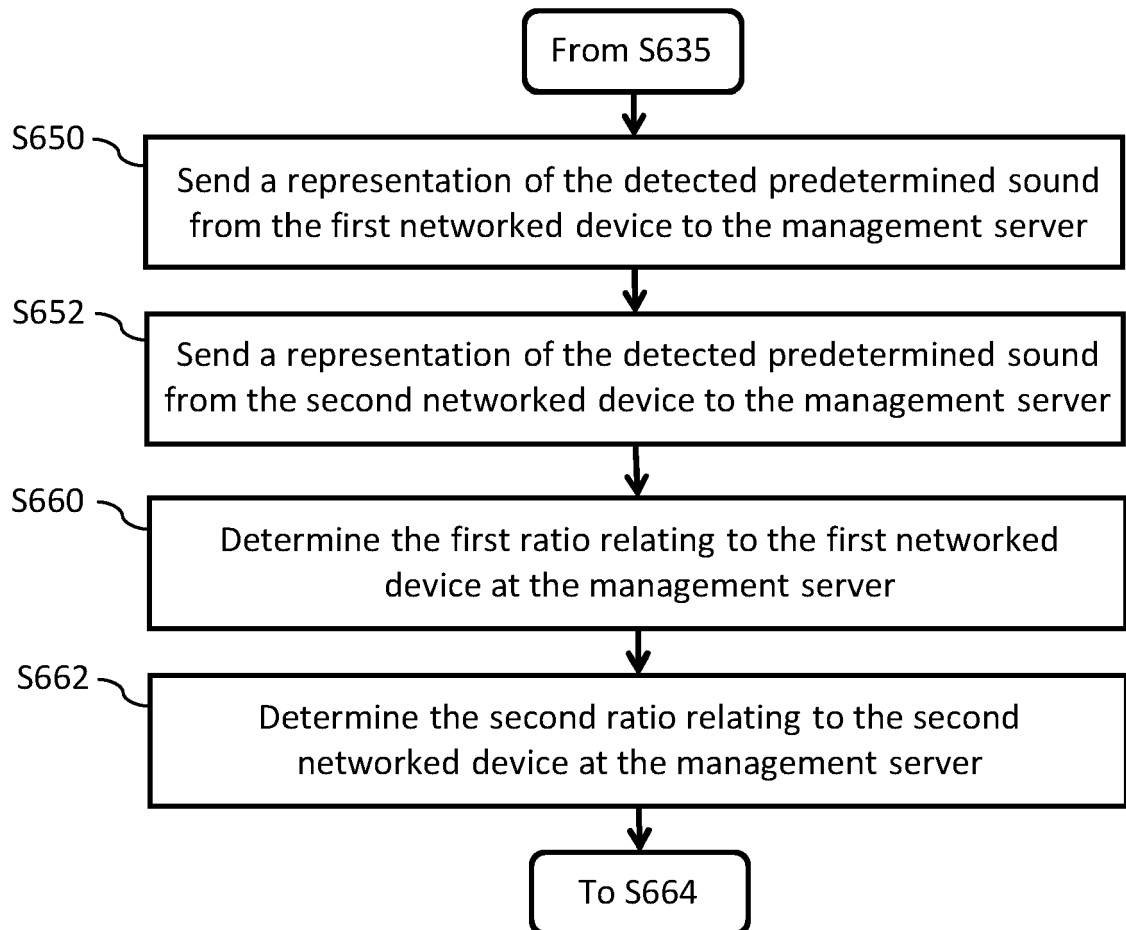 From S635
S650
Send a representation of the detected predetermined sound
from the first networked device to the management server
S652
Send a representation of the detected predetermined sound
from the second networked device to the management server
S660
Determine the first ratio relating to the first networked
device at the management server
S662
Determine the second ratio relating to the second
networked device at the management server
To S664